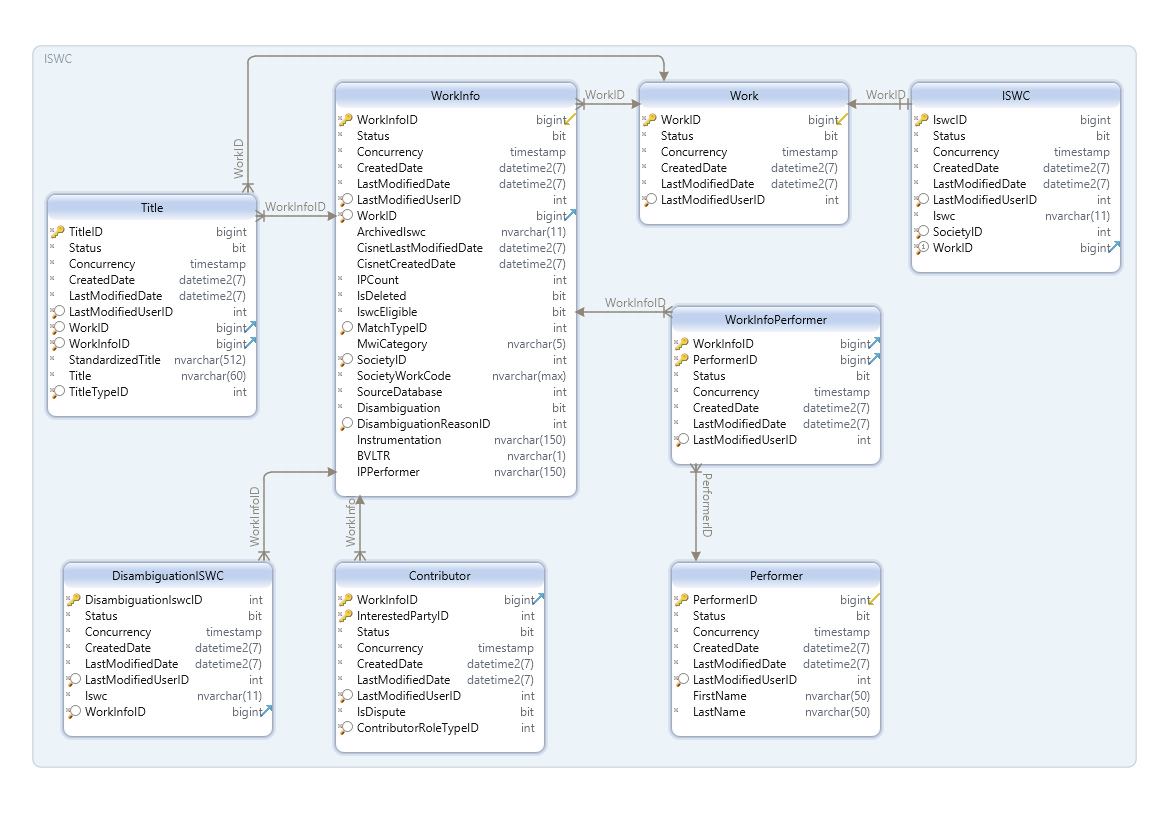 ISWC
WorkInfo
WorkInfoID bigint
Status bit
Concurrency timestamp
CreatedDate datetime2(7)
LastModifiedDate datetime2(7)
LastModifiedUserID int
WorkID bigint
ArchivedIswc nvarchar(11)
CisnetLastModifiedDate datetime2(7)
CisnetCreatedDate datetime2(7)
IPCount int
IsDeleted bit
IswcEligible bit
MatchTypeID int
MwiCategory nvarchar(5)
SocietyID int
SocietyWorkCode nvarchar(max)
SourceDatabase int
Disambiguation bit
DisambiguationReasonID int
Instrumentation nvarchar(150)
BVLTR nvarchar(1)
IPPerformer nvarchar(150)
WorkID
Work
WorkID bigint
Status bit
Concurrency timestamp
CreatedDate datetime2(7)
LastModifiedDate datetime2(7)
LastModifiedUserID int
WorkID
ISWC
IswcID bigint
Status bit
Concurrency timestamp
CreatedDate datetime2(7)
LastModifiedDate datetime2(7)
LastModifiedUserID int
Iswc nvarchar(11)
SocietyID int
WorkID bigint
WorkID
WorkInfoID
Title
TitleID bigint
Status bit
Concurrency timestamp
CreatedDate datetime2(7)
LastModifiedDate datetime2(7)
LastModifiedUserID int
WorkID bigint
WorkInfoID bigint
StandardizedTitle nvarchar(512)
Title nvarchar(60)
TitleTypeID int
WorkInfoID
WorkInfoPerformer
WorkInfoID bigint
PerformerID bigint
Status bit
Concurrency timestamp
CreatedDate datetime2(7)
LastModifiedDate datetime2(7)
LastModifiedUserID int
WorkInfoID
WorkInfo
PerformerID
DisambiguationISWC
DisambiguationIswcID int
Status bit
Concurrency timestamp
CreatedDate datetime2(7)
LastModifiedDate datetime2(7)
LastModifiedUserID int
Iswc nvarchar(11)
WorkInfoID bigint
Contributor
WorkInfoID bigint
InterestedPartyID int
Status bit
Concurrency timestamp
CreatedDate datetime2(7)
LastModifiedDate datetime2(7)
LastModifiedUserID int
IsDispute bit
ContributorRoleTypeID int
Performer
PerformerID bigint
Status bit
Concurrency timestamp
CreatedDate datetime2(7)
LastModifiedDate datetime2(7)
LastModifiedUserID int
FirstName nvarchar(50)
LastName nvarchar(50)